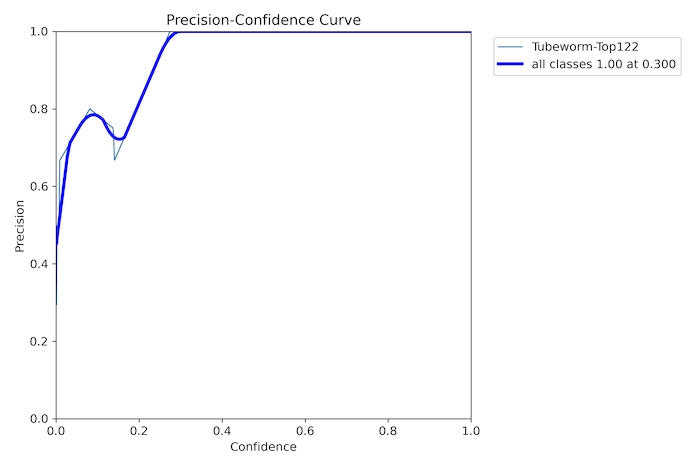 Precision-Confidence Curve
Tubeworm-Top122
all classes 1.00 at 0.300
Precision
1.0
0.8
0.6
0.4
0.2
0.0
0.0 0.2 0.4 0.6 0.8 1.0
Confidence